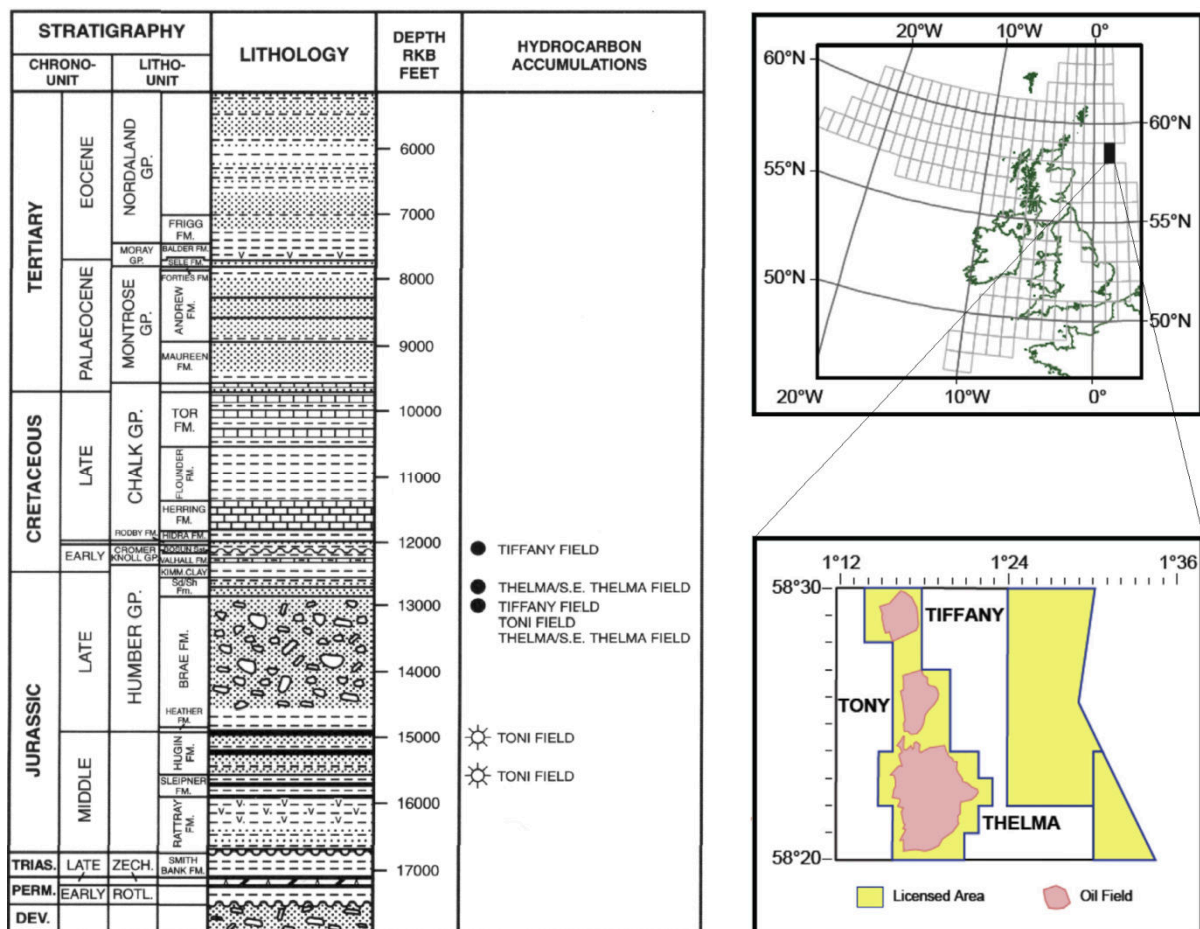 STRATIGRAPHY
CHRONO-
UNIT
LITHO-
UNIT
LITHOLOGY
DEPTH
RKB
FEET
HYDROCARBON
ACCUMULATIONS
TERTIARY
EOCENE
NORDALAND
GP.
FRIGG
FM.
MORAY
GP.
BALDER FM.
SELE FM.
PALAEOCENE
MONTROSE
GP.
FORTIES FM
ANDREW
FM.
MAUREEN
FM.
CRETACEOUS
LATE
CHALK GP.
TOR
FM.
FLOUNDER
FM.
HERRING
FM.
RODBY FM.
HIDRA FM.
EARLY
CROMER
KNOLL GP.
VALHALL FM.
JURASSIC
LATE
HUMBER GP.
KIMM CLAY
Sd/Sh
Fm.
BRAE FM.
HEATHER
FM.
MIDDLE
HUGIN
FM.
SLEIPNER
FM.
RATTRAY
FM.
TRIAS.
LATE
ZECH.
SMITH
BANK FM.
PERM.
EARLY
ROTL.
DEV.
V V V
V V V
V V V
6000
7000
8000
9000
10000
11000
12000
13000
14000
15000
16000
17000
TIFFANY FIELD
THELMA/S.E. THELMA FIELD
TIFFANY FIELD
TONI FIELD
THELMA/S.E. THELMA FIELD
TONI FIELD
TONI FIELD
20°W
10°W
0°
60°N
60°N
55°N
55°N
50°N
50°N
20°W
10°W
0°
1°12
1°24
1°36
58°30
TIFFANY
TONY
THELMA
58°20
Licensed Area
Oil Field